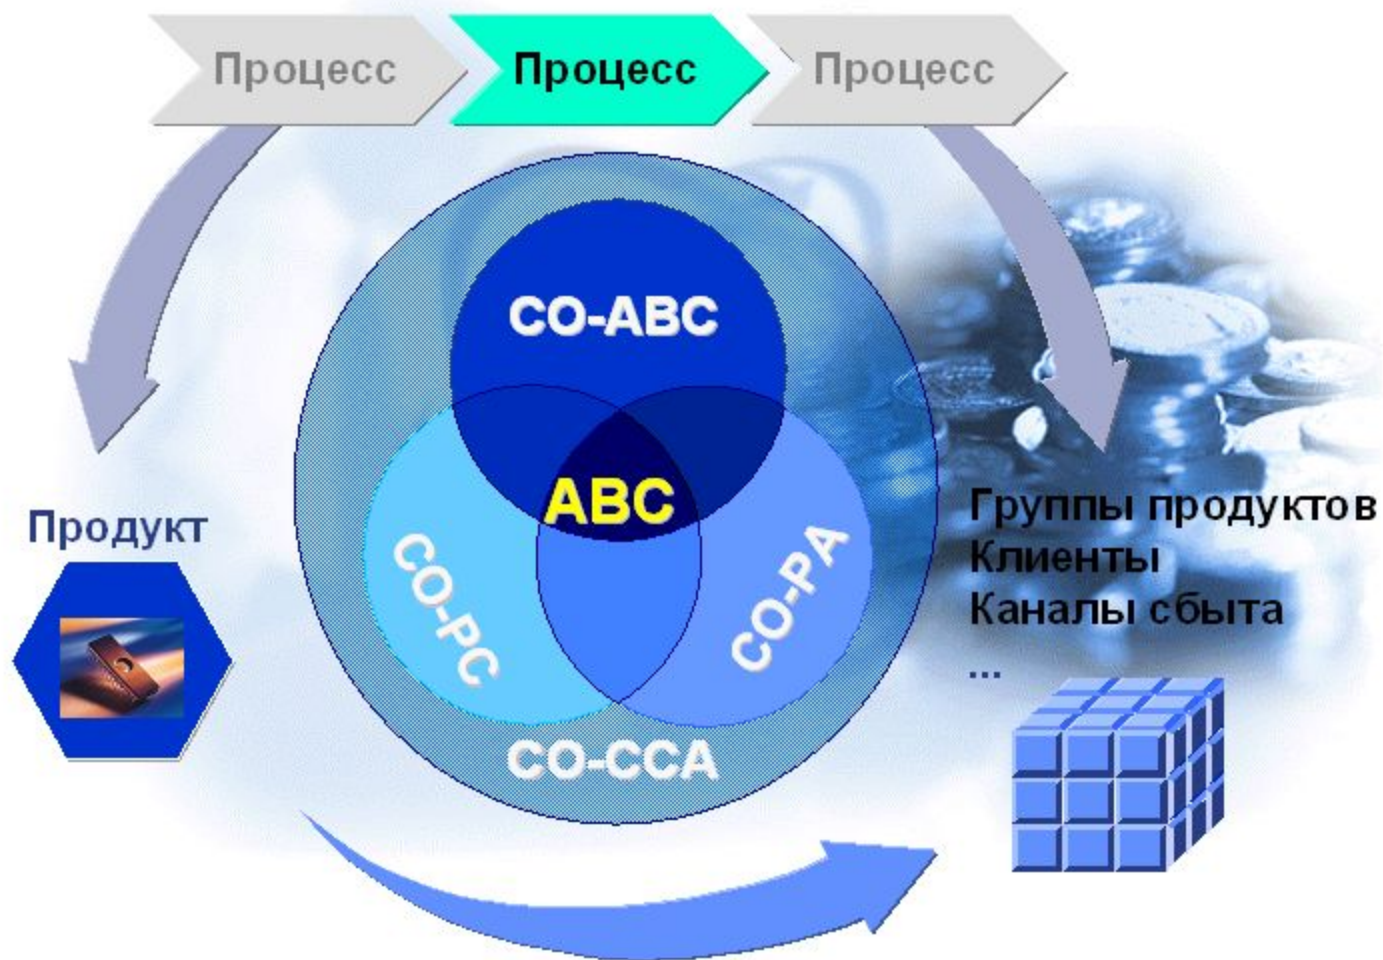 Процесс
Процесс
Процесс
CO-ABC
ABC
CO-PC
CO-PA
CO-CCA
Продукт
Группы продуктов
Клиенты
Каналы сбыта
...